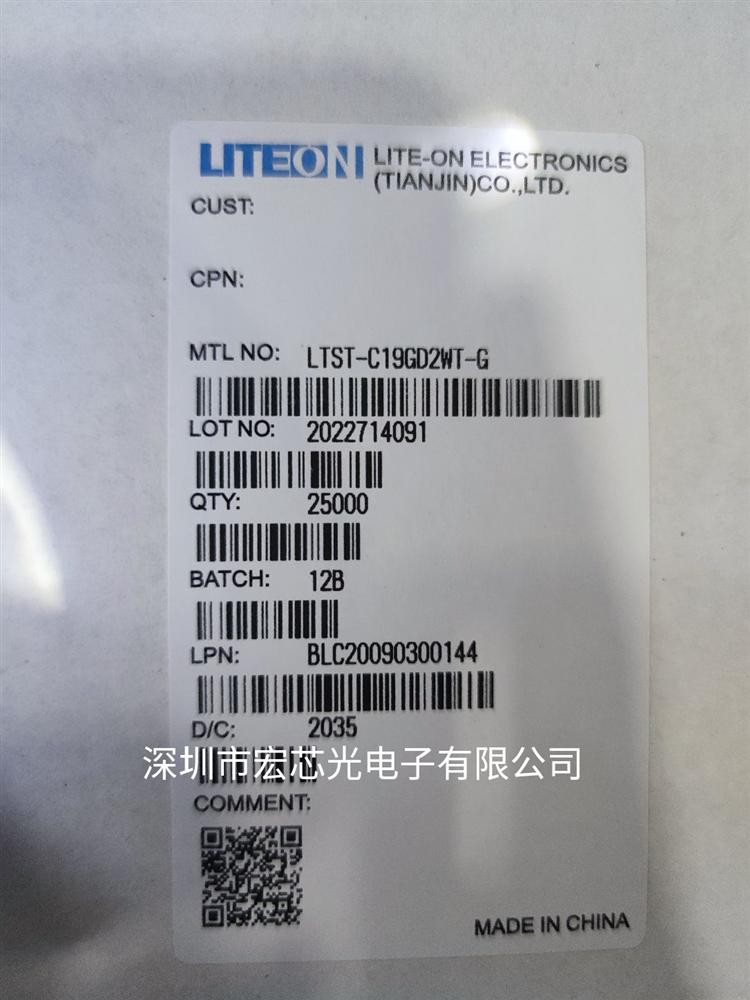 LITEON LITE-ON ELECTRONICS
(TIANJIN)CO.,LTD.
CUST:
CPN:
MTL NO: LTST-C19GD2WT-G
LOT NO: 2022714091
QTY: 25000
BATCH: 12B
LPN: BLC20090300144
D/C: 2035
深圳市宏芯光电子有限公司
COMMENT:
MADE IN CHINA